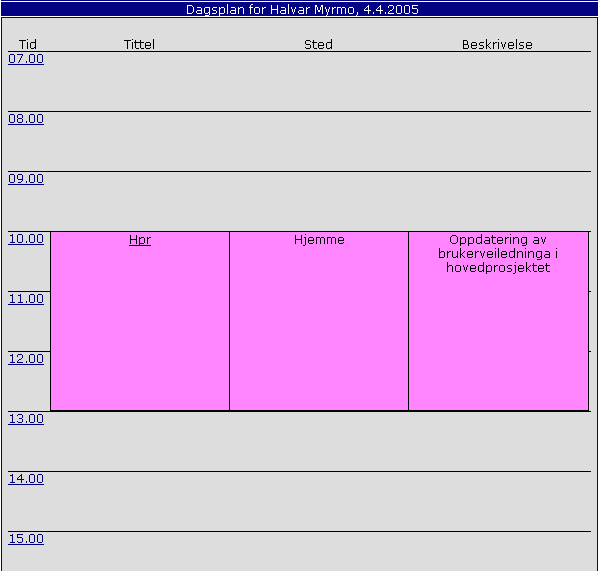 Dagsplan for Halvar Myrmo, 4.4.2005
Tid Tittel Sted Beskrivelse
07.00
08.00
09.00
10.00 Hpr Hjemme Oppdatering av
brukerveiledninga i
hovedprosjektet
11.00
12.00
13.00
14.00
15.00